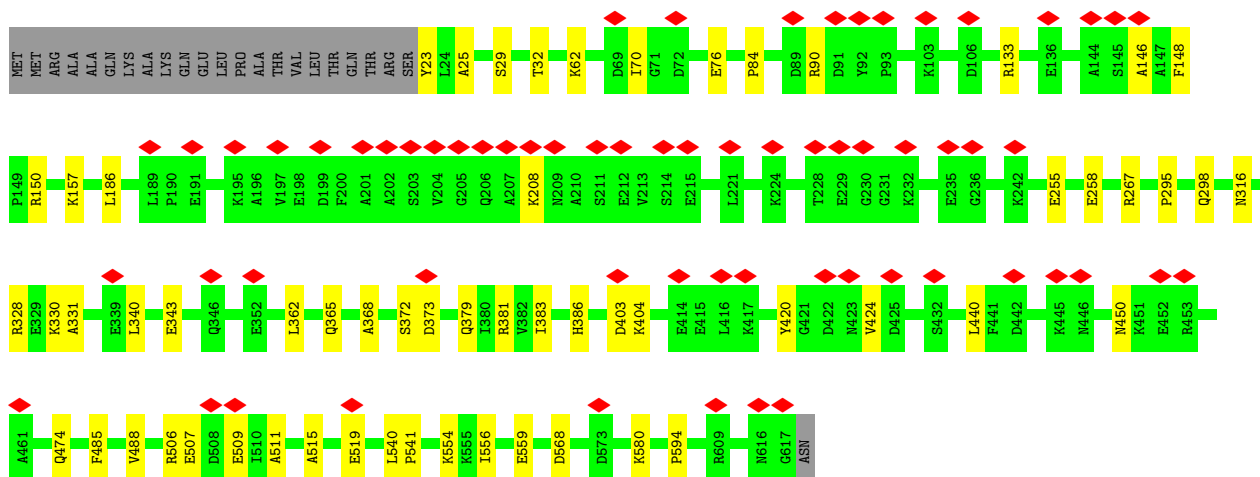 MET MET ARG ALA ALA GLN LYS ALA LYS GLN GLU LEU PRO ALA THR VAL LEU THR GLN THR ARG SER Y23 L24 A25 S29 T32 K62 D69 I70 G71 D72 E76 P84 D89 R90 D91 Y92 P93 K103 D106 R133 E136 A144 S145 A146 A147 F148
P149 R150 K157 L186 L189 P190 E191 K195 A196 V197 E198 D199 F200 A201 A202 S203 V204 G205 Q206 A207 K208 N209 A210 S211 E212 V213 S214 E215 L221 K224 T228 E229 G230 G231 K232 E235 G236 K242 E255 E258 R267 P295 Q298 N316
R328 E329 K330 A331 E339 L340 E343 Q346 E352 L362 Q365 A368 S372 D373 Q379 I380 R381 V382 I383 H386 D403 K404 E414 E415 L416 K417 Y420 G421 D422 N423 V424 D425 S432 L440 F441 D442 K445 N446 N450 K451 E452 R453
A461 Q474 F485 V488 R506 E507 D508 E509 I510 A511 A515 E519 L540 P541 K554 K555 I556 E559 D568 D573 K580 P594 R609 N616 G617 ASN